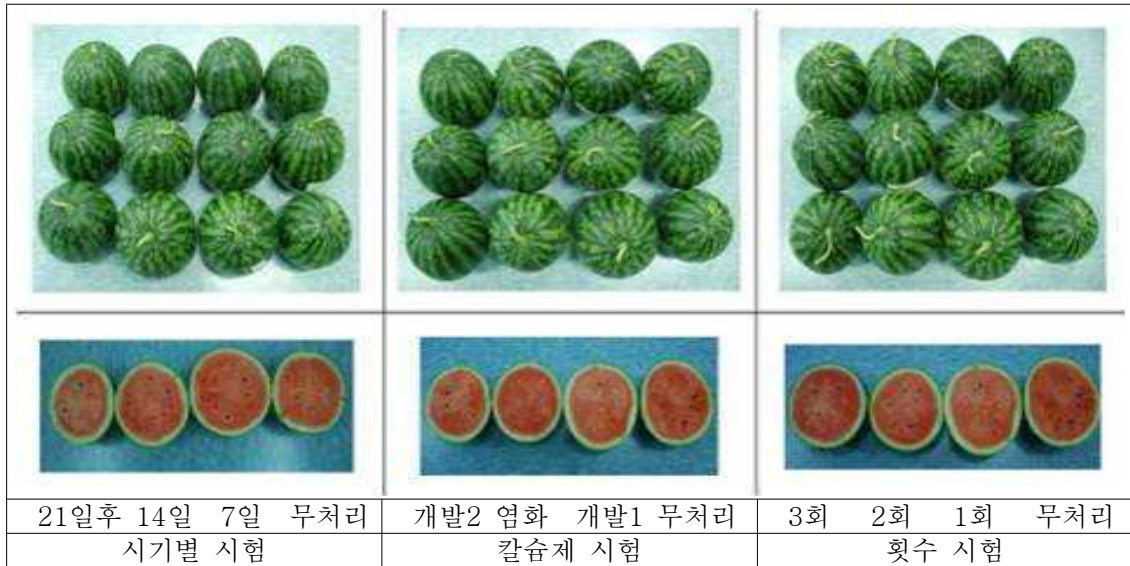 21일후 14일 7일 무처리
개발2 염화 개발1 무처리
3회 2회 1회 무처리
시기별 시험
칼슘제 시험
횟수 시험